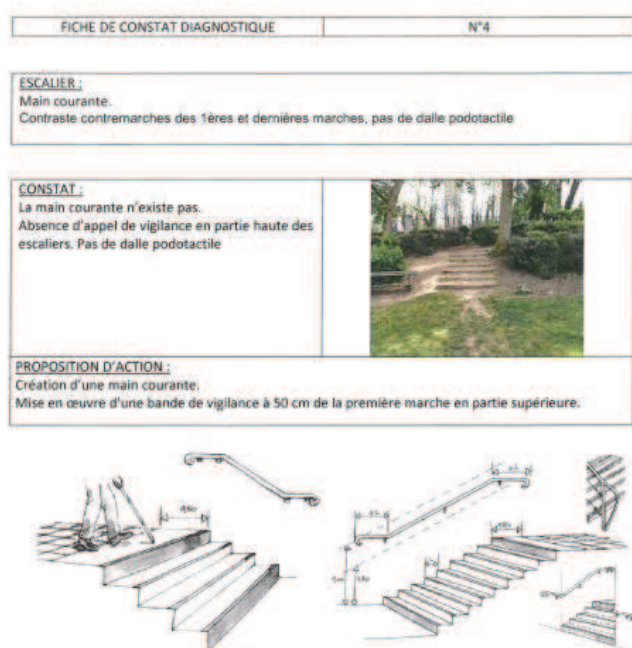 FICHE DE CONSTAT DIAGNOSTIQUE N°4
ESCALIER :
Main courante.
Contraste contremarches des 1ères et dernières marches, pas de dalle podotactile
CONSTAT :
La main courante n'existe pas.
Absence d'appel de vigilance en partie haute des
escaliers. Pas de dalle podotactile
PROPOSITION D'ACTION :
Création d'une main courante.
Mise en œuvre d'une bande de vigilance à 50 cm de la première marche en partie supérieure.